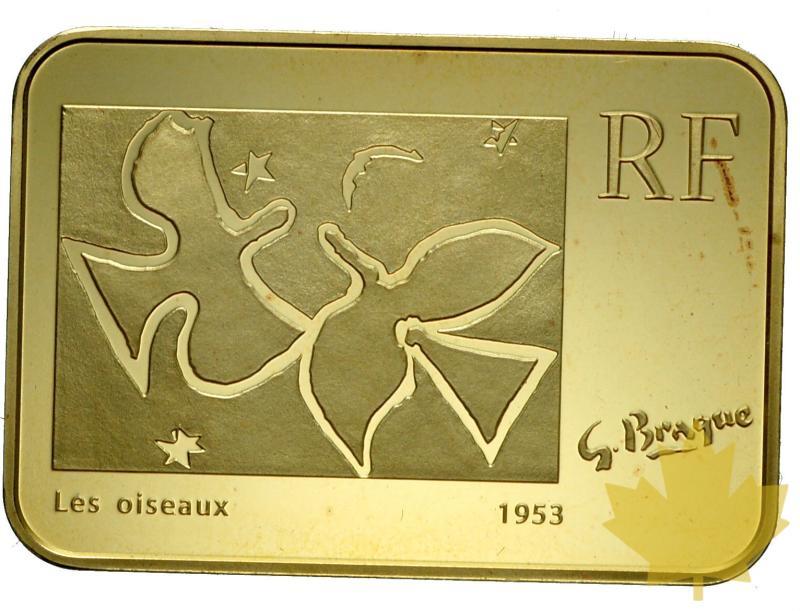 RF
G. Braque
Les oiseaux
1953